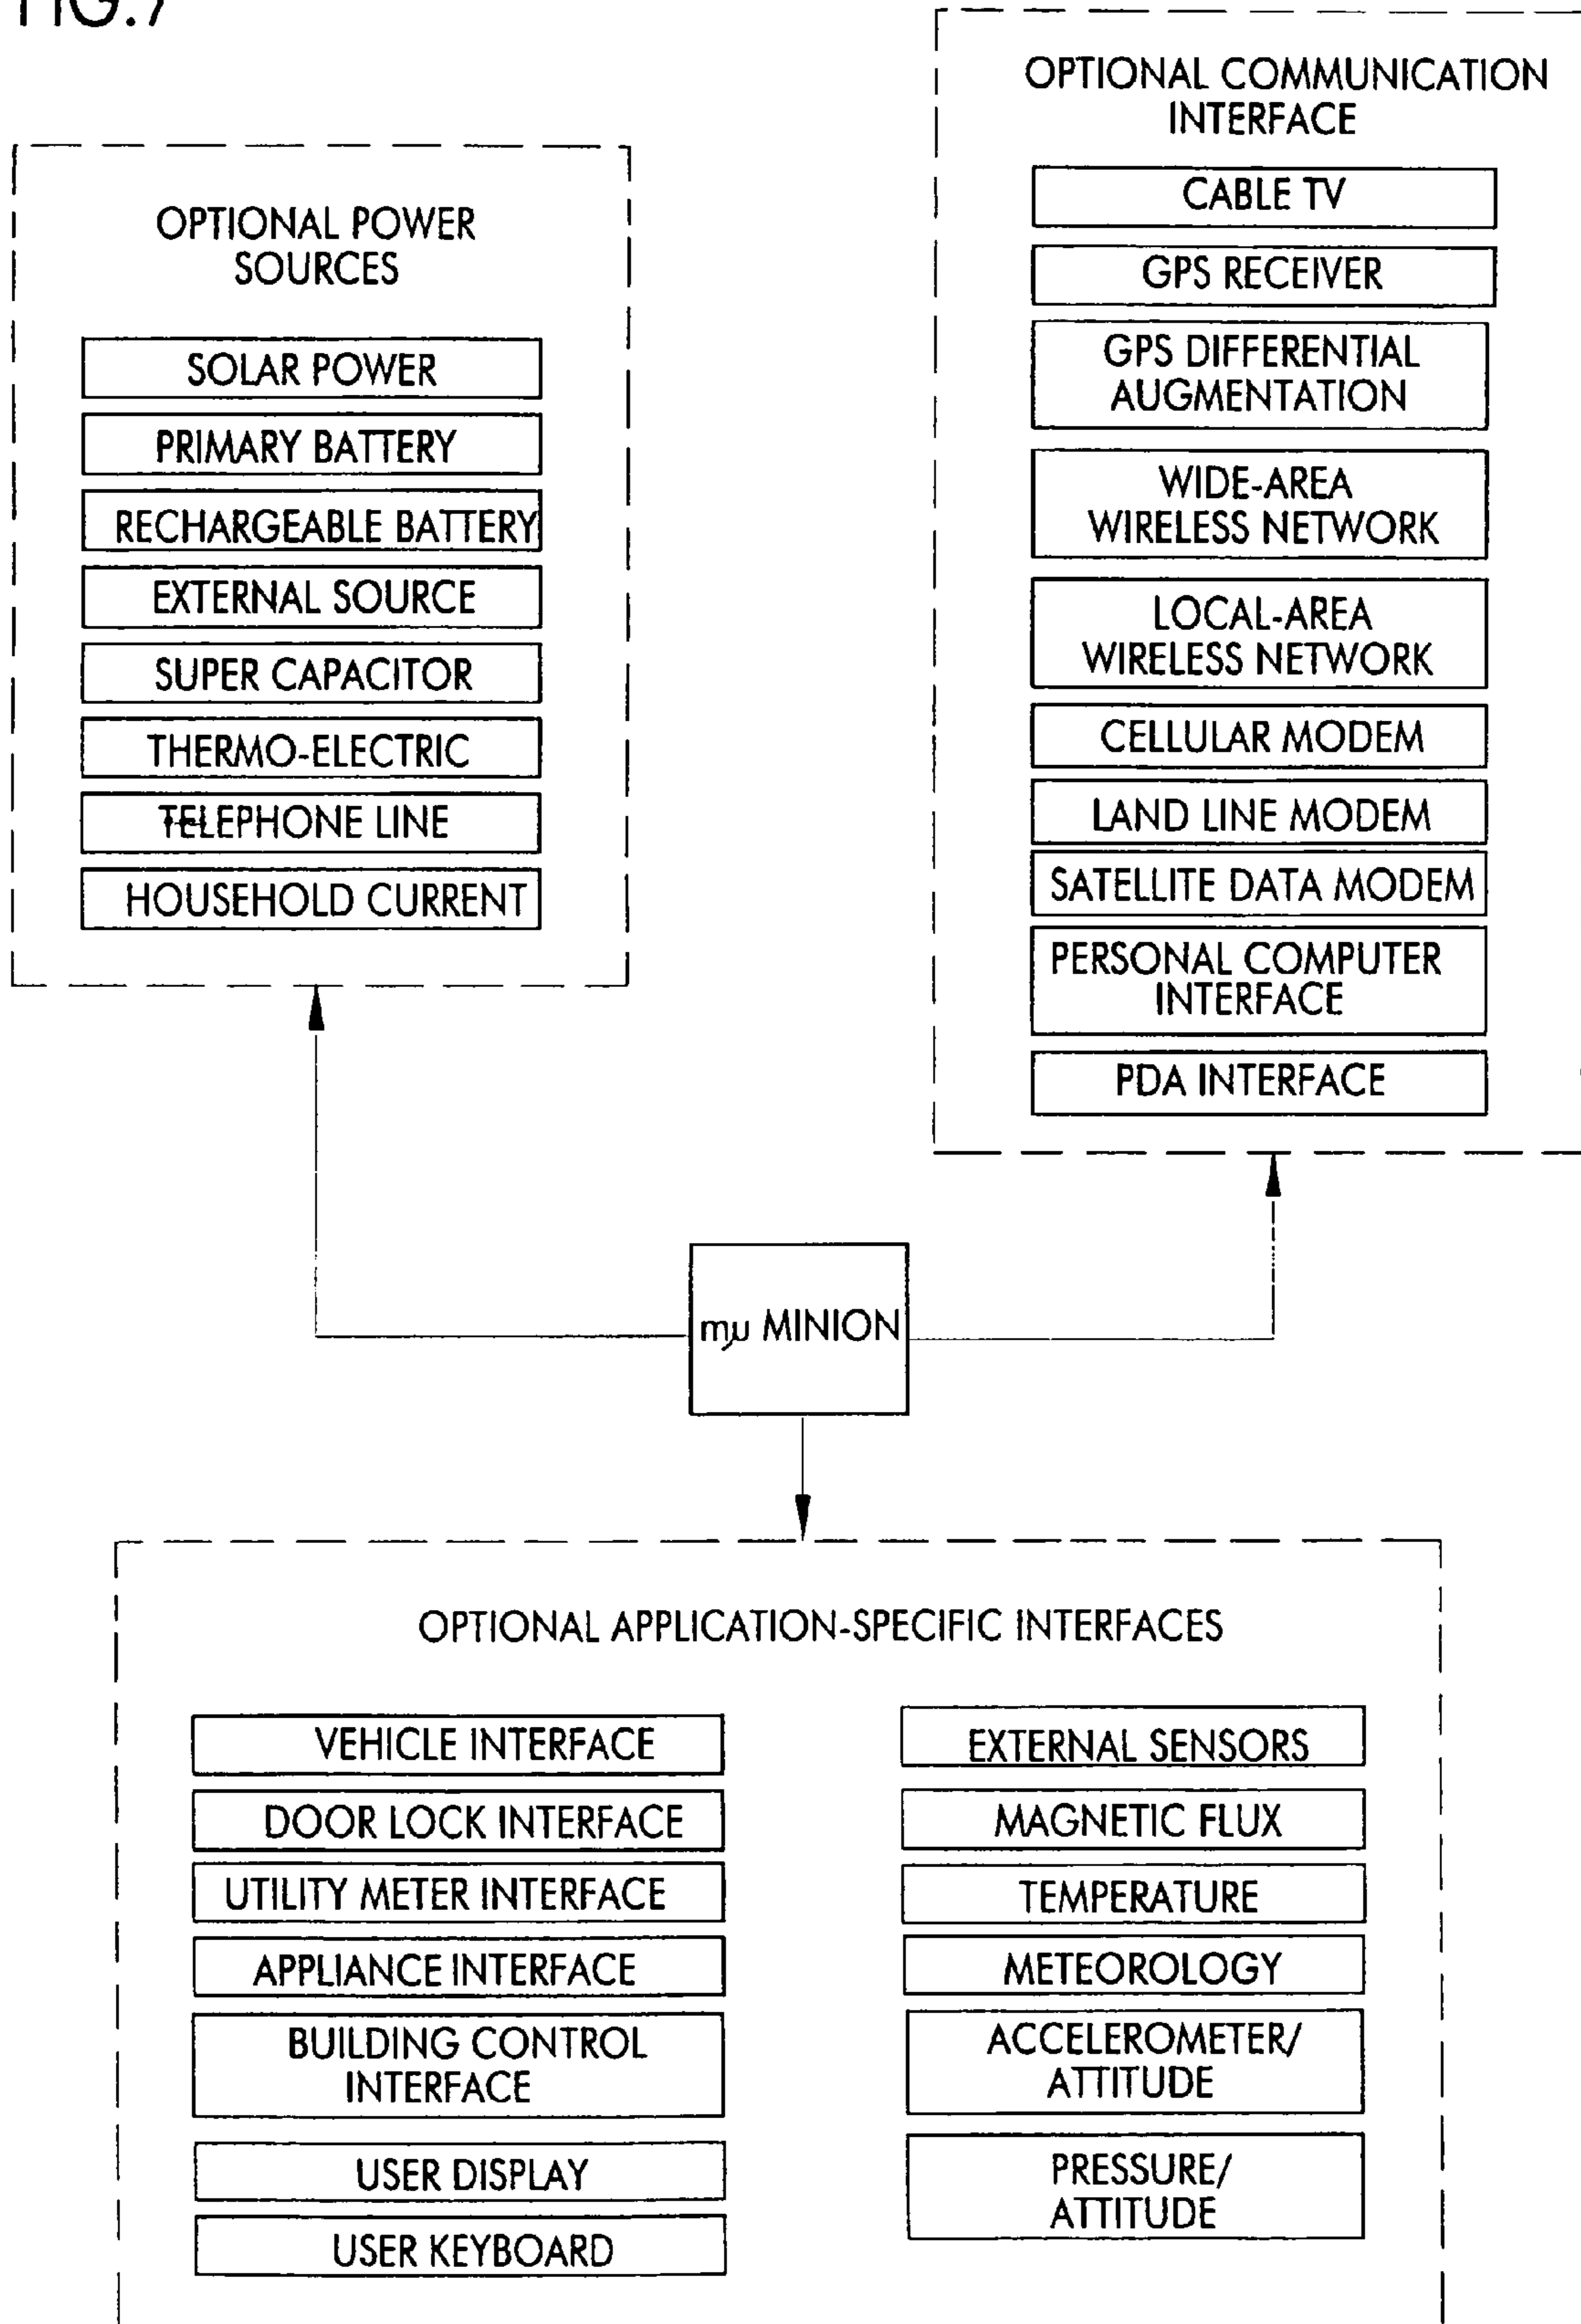 FIG.7
OPTIONAL POWER
SOURCES
SOLAR POWER
PRIMARY BATTERY
RECHARGEABLE BATTERY
EXTERNAL SOURCE
SUPER CAPACITOR
THERMO-ELECTRIC
TELEPHONE LINE
HOUSEHOLD CURRENT
OPTIONAL COMMUNICATION
INTERFACE
CABLE TV
GPS RECEIVER
GPS DIFFERENTIAL
AUGMENTATION
WIDE-AREA
WIRELESS NETWORK
LOCAL-AREA
WIRELESS NETWORK
CELLULAR MODEM
LAND LINE MODEM
SATELLITE DATA MODEM
PERSONAL COMPUTER
INTERFACE
PDA INTERFACE
mµ MINION
OPTIONAL APPLICATION-SPECIFIC INTERFACES
VEHICLE INTERFACE
DOOR LOCK INTERFACE
UTILITY METER INTERFACE
APPLIANCE INTERFACE
BUILDING CONTROL
INTERFACE
USER DISPLAY
USER KEYBOARD
EXTERNAL SENSORS
MAGNETIC FLUX
TEMPERATURE
METEOROLOGY
ACCELEROMETER/
ATTITUDE
PRESSURE/
ATTITUDE